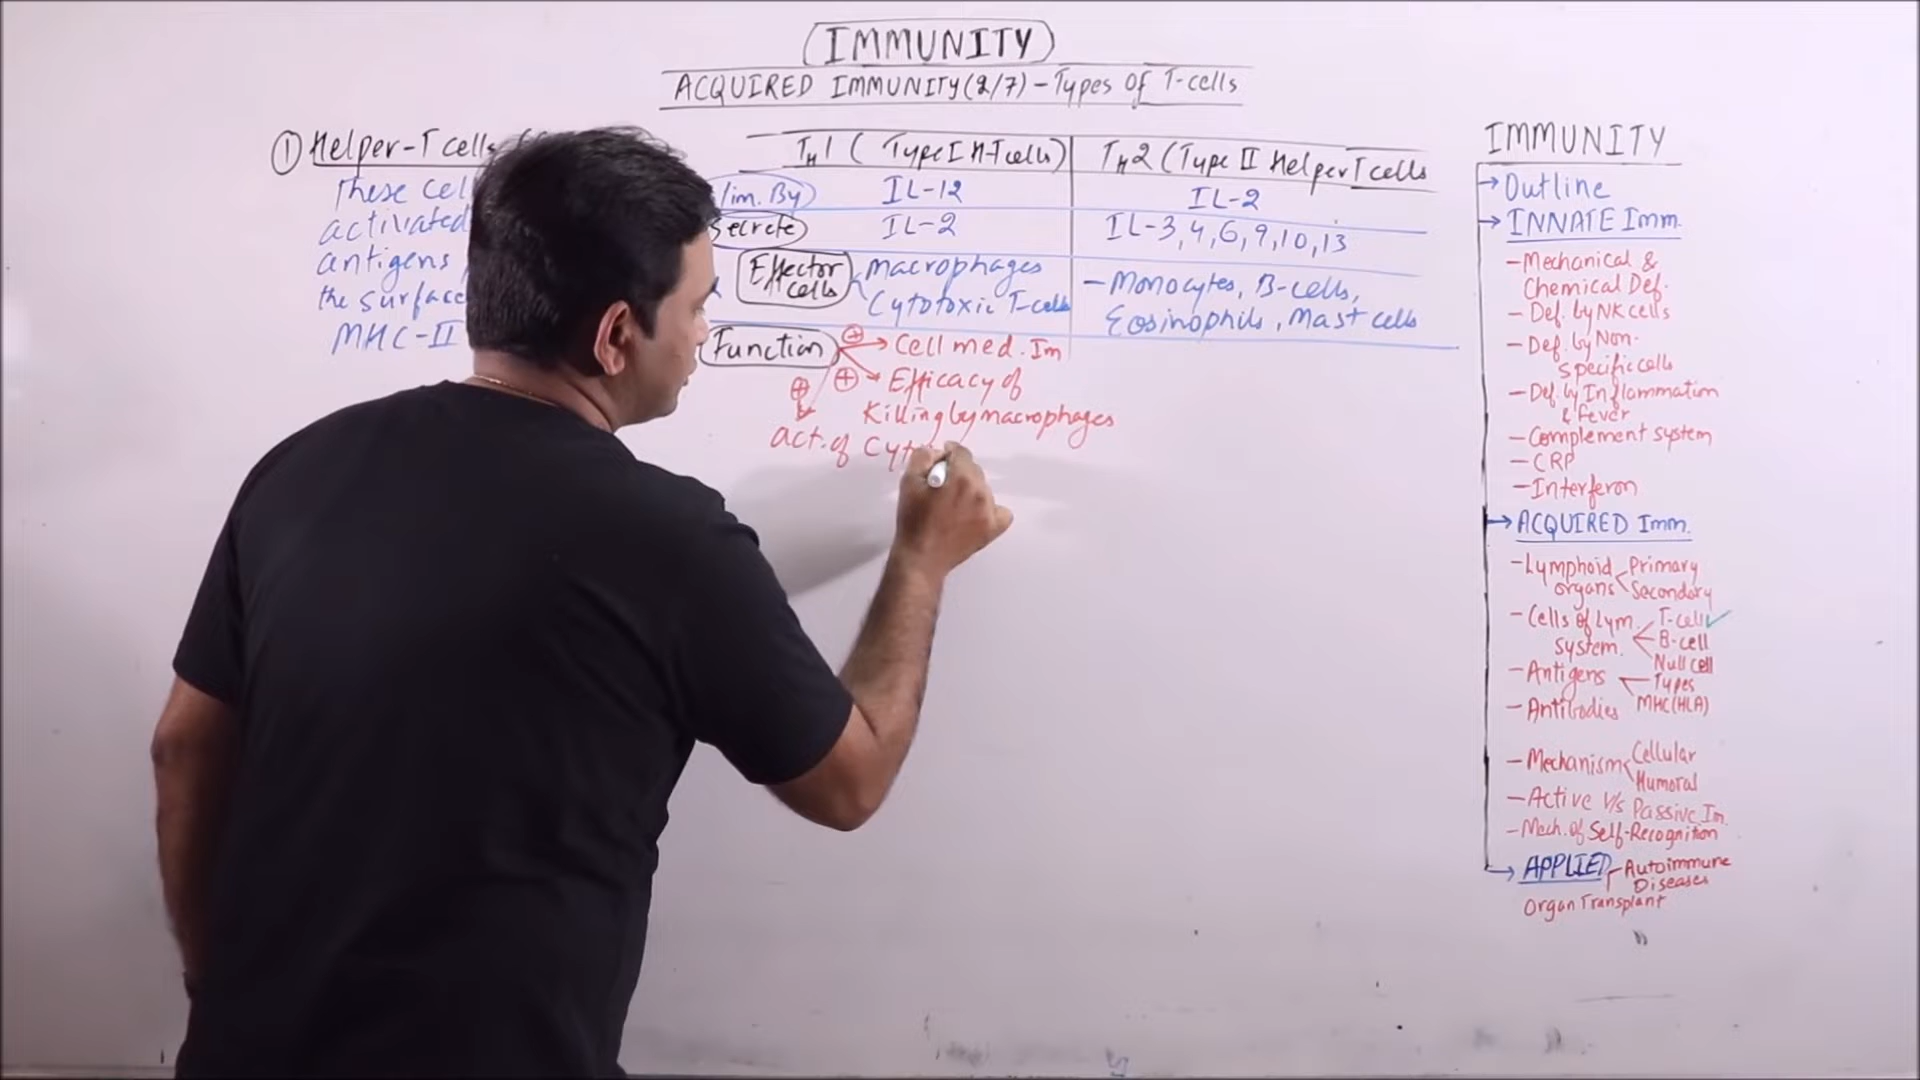 IMMUNITY
ACQUIRED IMMUNITY(2/7) - Types OF T-cells
① Helper-T cells
These
activated
antigens
the surface
MHC-II
TH1 ( Type I H-T cells)
TH2 (Type II Helper T cells
IL-12
IL-2
IL-2
IL-3,4,6,9,10,13
Effector cells
Macrophages
Cytotoxic T-cells
- Monocytes, B-cells,
Eosinophils, Mast cells
Function
⊕ → Cell med. Im
⊕ → Efficacy of
Killing by macrophages
⊕
act. of
IMMUNITY
→ Outline
→ INNATE Imm.
- Mechanical &
Chemical Def.
- Def. by NK cells
- Def. by Non-
specific cells
- Def. by Inflammation
& Fever
- Complement system
- CRP
- Interferon
→ ACQUIRED Imm.
- Lymphoid organs < Primary
Secondary
- Cells of Lym. system. < T-cell ✓
B-cell
Null cell
- Antigens < Types
MHC(HLA)
- Antibodies
- Mechanism < Cellular
Humoral
- Active V/s Passive Im.
- Mech. of Self-Recognition
→ APPLIED - Autoimmune
Diseases
Organ Transplant